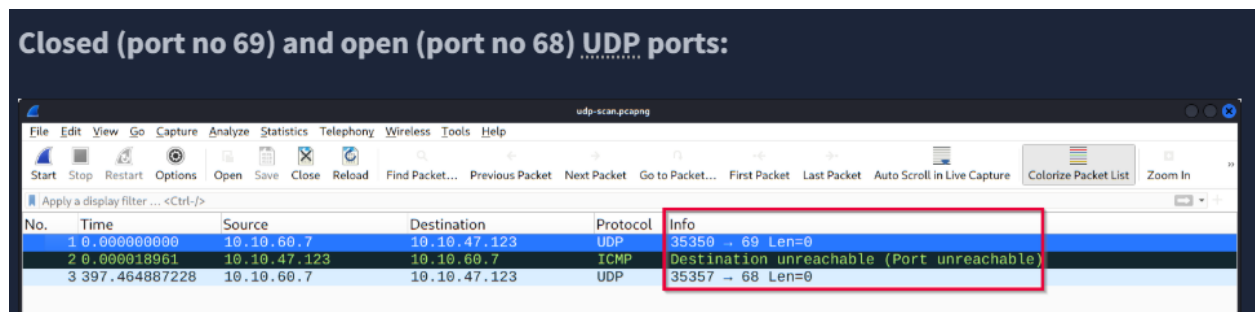 Closed (port no 69) and open (port no 68) UDP ports:
udp-scan.pcapng
File Edit View Go Capture Analyze Statistics Telephony Wireless Tools Help
Start Stop Restart Options Open Save Close Reload Find Packet... Previous Packet Next Packet Go to Packet... First Packet Last Packet Auto Scroll in Live Capture Colorize Packet List Zoom In »
Apply a display filter ... <Ctrl-/>
No. Time Source Destination Protocol Info
1 0.000000000 10.10.60.7 10.10.47.123 UDP 35350 → 69 Len=0
2 0.000018961 10.10.47.123 10.10.60.7 ICMP Destination unreachable (Port unreachable)
3 397.464887228 10.10.60.7 10.10.47.123 UDP 35357 → 68 Len=0